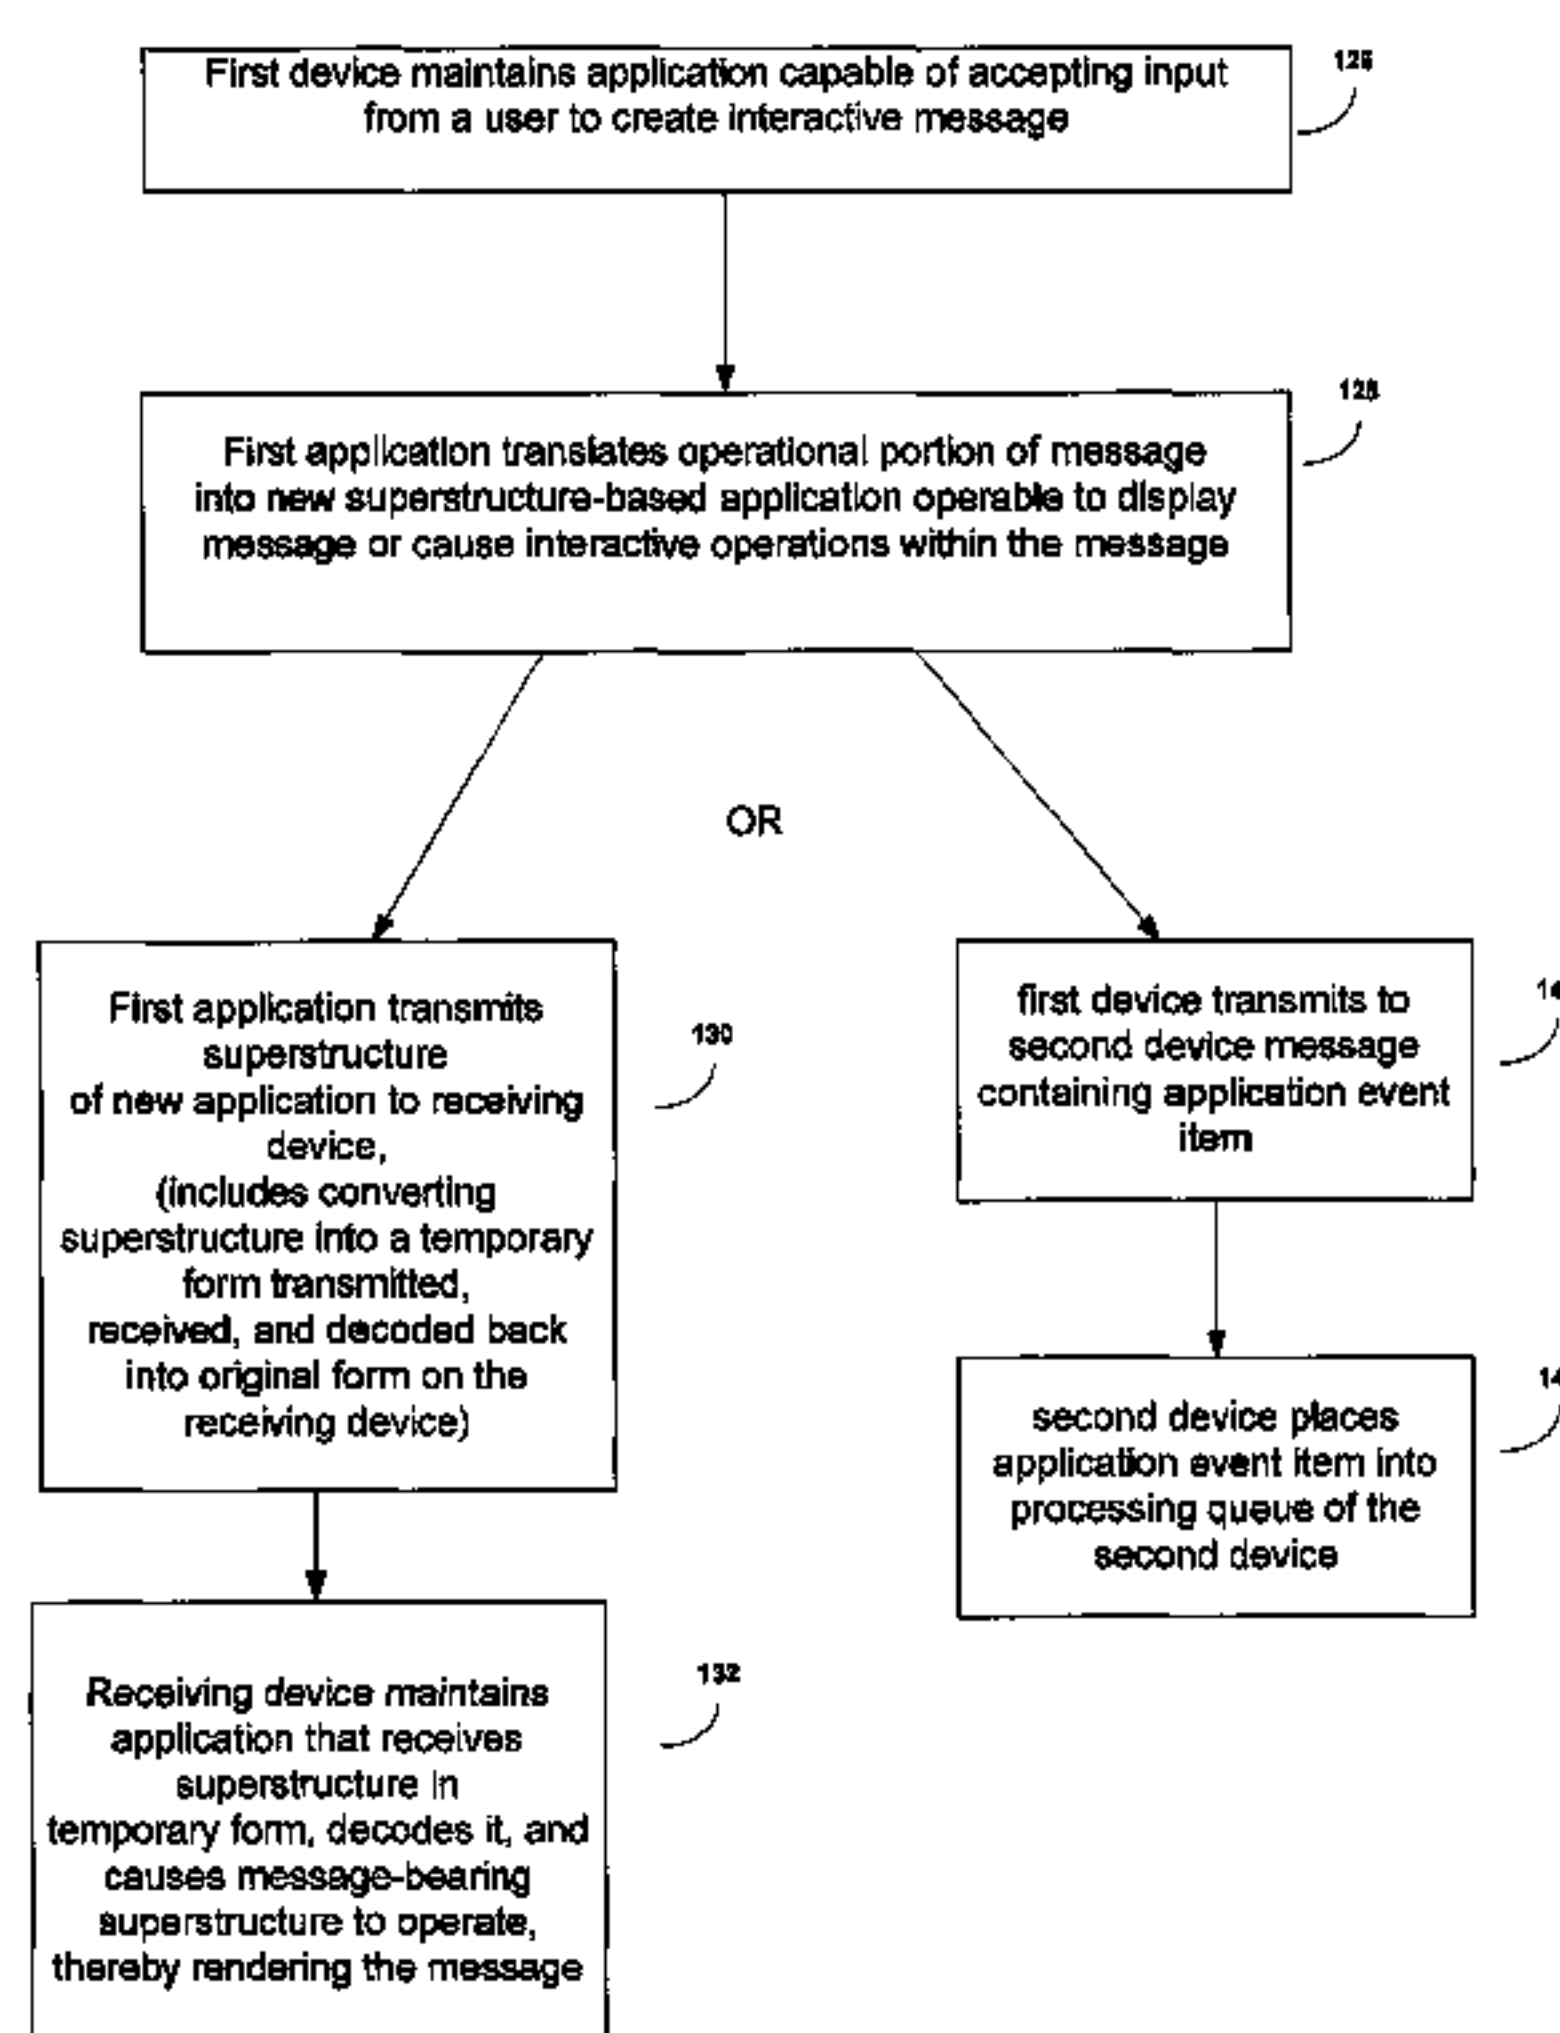 First device maintains application capable of accepting input
from a user to create interactive message
126
First application translates operational portion of message
into new superstructure-based application operable to display
message or cause interactive operations within the message
128
OR
First application transmits
superstructure
of new application to receiving
device,
(includes converting
superstructure into a temporary
form transmitted,
received, and decoded back
into original form on the
receiving device)
130
first device transmits to
second device message
containing application event
item
second device places
application event item into
processing queue of the
second device
Receiving device maintains
application that receives
superstructure in
temporary form, decodes it, and
causes message-bearing
superstructure to operate,
thereby rendering the message
132